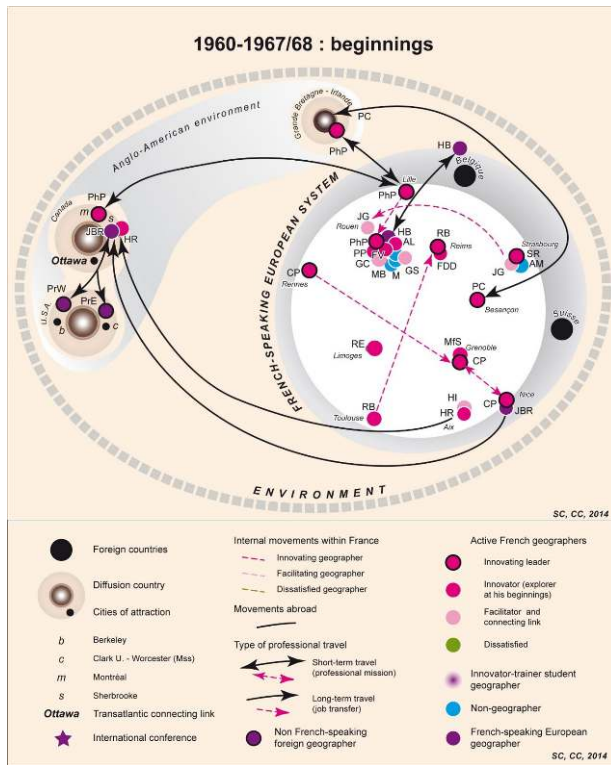 1960-1967/68 : beginnings
Grande Bretagne - Irlande
PC
PhP
Anglo-American environment
HB
Belgique
Lille
PhP
Canada
PhP
m
s
JBR
HR
Ottawa
JG
Rouen
HB
PhP
AL
PP
FV
GC
GS
MB
M
RB
Reims
FDD
Strasbourg
SR
JG
AM
CP
Rennes
PC
Besançon
Suisse
U.S.A.
PrW
PrE
b
c
FRENCH-SPEAKING EUROPEAN SYSTEM
RE
Limoges
MfS
Grenoble
CP
RB
Toulouse
HI
HR
Aix
CP
JBR
ENVIRONMENT
SC, CC, 2014
Foreign countries
Diffusion country
Cities of attraction
b Berkeley
c Clark U. - Worcester (Mss)
m Montréal
s Sherbrooke
Ottawa Transatlantic connecting link
International conference
Internal movements within France
Innovating geographer
Facilitating geographer
Dissatisfied geographer
Movements abroad
Type of professional travel
Short-term travel
(professional mission)
Long-term travel
(job transfer)
Non French-speaking
foreign geographer
Active French geographers
Innovating leader
Innovator (explorer
at his beginnings)
Facilitator and
connecting link
Dissatisfied
Innovator-trainer student
geographer
Non-geographer
French-speaking European
geographer
SC, CC, 2014